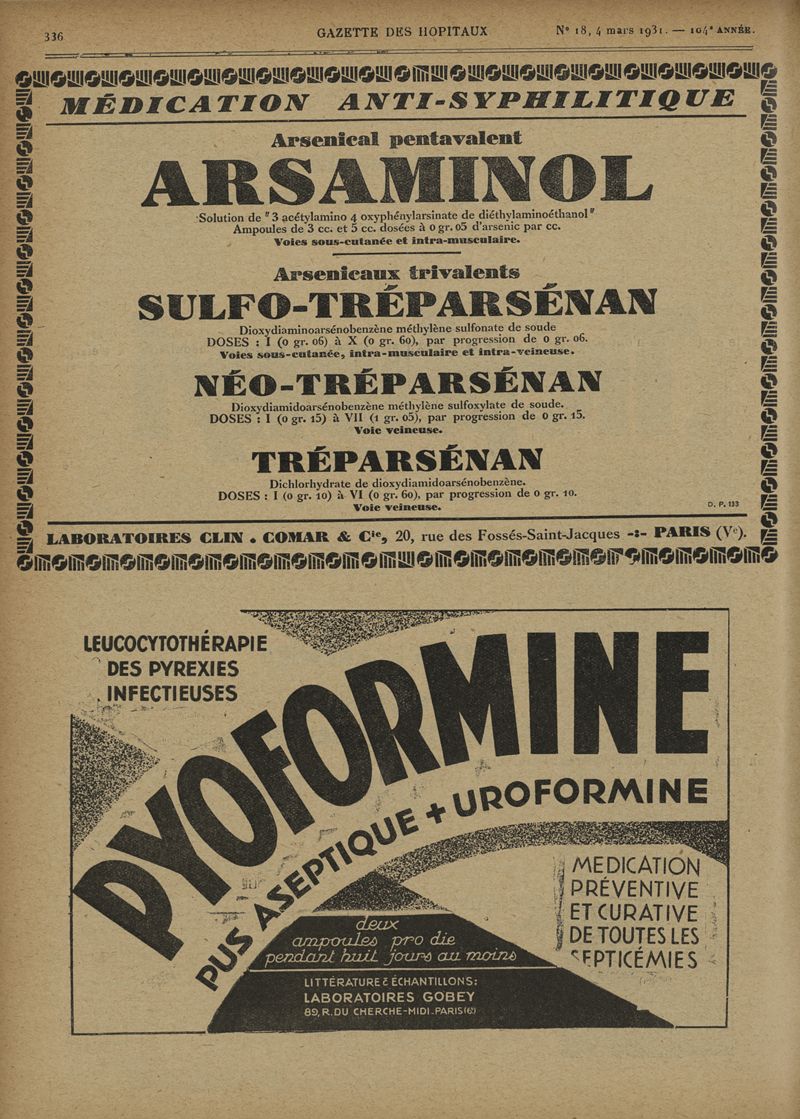 336
GAZETTE DES HOPITAUX
N° 18, 4 mars 1931. — 104e ANNÉE.
MÉDICATION ANTI-SYPHILITIQUE
Arsenical pentavalent
ARSAMINOL
Solution de "3 acétylamino 4 oxyphénylarsinate de diéthylaminoéthanol"
Ampoules de 3 cc. et 5 cc. dosées à 0 gr. 05 d'arsenic par cc.
Voies sous-cutanée et intra-musculaire.
Arsenicaux trivalents
SULFO-TRÉPARSÉNAN
Dioxydiaminoarsénobenzène méthylène sulfonate de soude
DOSES : I (0 gr. 06) à X (0 gr. 60), par progression de 0 gr. 06.
Voies sous-cutanée, intra-musculaire et intra-veineuse.
NÉO-TRÉPARSÉNAN
Dioxydiamidoarsénobenzène méthylène sulfoxylate de soude.
DOSES : I (0 gr. 15) à VII (1 gr. 05), par progression de 0 gr. 15.
Voie veineuse.
TRÉPARSÉNAN
Dichlorhydrate de dioxydiamidoarsénobenzène.
DOSES : I (0 gr. 10) à VI (0 gr. 60), par progression de 0 gr. 10.
Voie veineuse.
D. P. 133
LABORATOIRES CLIN . COMAR & Cie, 20, rue des Fossés-Saint-Jacques -:- PARIS (Ve).
LEUCOCYTOTHÉRAPIE
DES PYREXIES
INFECTIEUSES
PYOFORMINE
PUS ASEPTIQUE + UROFORMINE
MEDICATION
PRÉVENTIVE
ET CURATIVE
DE TOUTES LES
SEPTICÉMIES
deux
ampoules pro die
pendant huit jours au moins
LITTÉRATURE & ÉCHANTILLONS:
LABORATOIRES GOBEY
89, R. DU CHERCHE-MIDI. PARIS (6e)